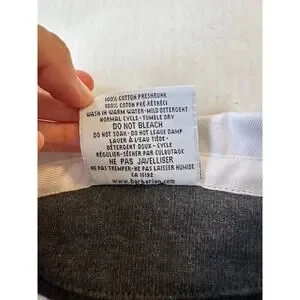 100% COTTON PRESHRUNK
100% COTON PRÉ-RÉTRÉCI
WASH IN WARM WATER-MILD DETERGENT
NORMAL CYCLE - TUMBLE DRY
DO NOT BLEACH
DO NOT SOAK - DO NOT LEAVE DAMP
LAVER À L'EAU TIÈDE -
DETERGENT DOUX - CYCLE
RÉGULIER-SÉCHER PAR CULBUTAGE
NE PAS JAVELLISER
NE PAS TREMPER - NE PAS LAISSER HUMIDE
CA 15132
www.barbarian.com